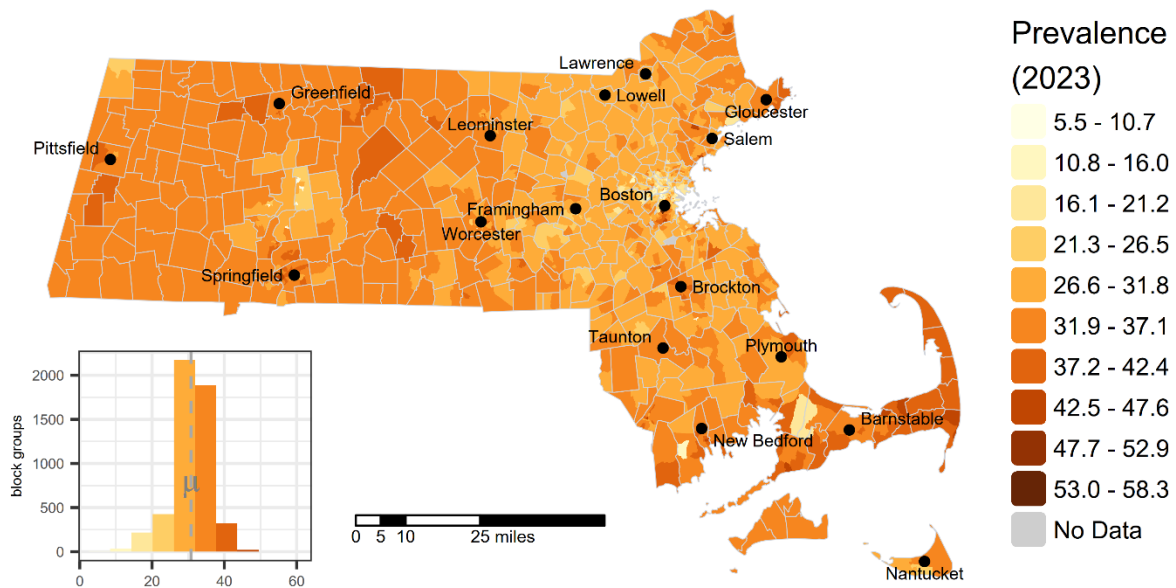 Prevalence
(2023)
5.5 - 10.7
10.8 - 16.0
16.1 - 21.2
21.3 - 26.5
26.6 - 31.8
31.9 - 37.1
37.2 - 42.4
42.5 - 47.6
47.7 - 52.9
53.0 - 58.3
No Data
Lawrence
Lowell
Greenfield
Gloucester
Leominster
Salem
Pittsfield
Boston
Framingham
Worcester
Springfield
Brockton
Taunton
Plymouth
Barnstable
New Bedford
Nantucket
2000
1500
1000
500
0
block groups
μ
0 20 40 60
0 5 10 25 miles